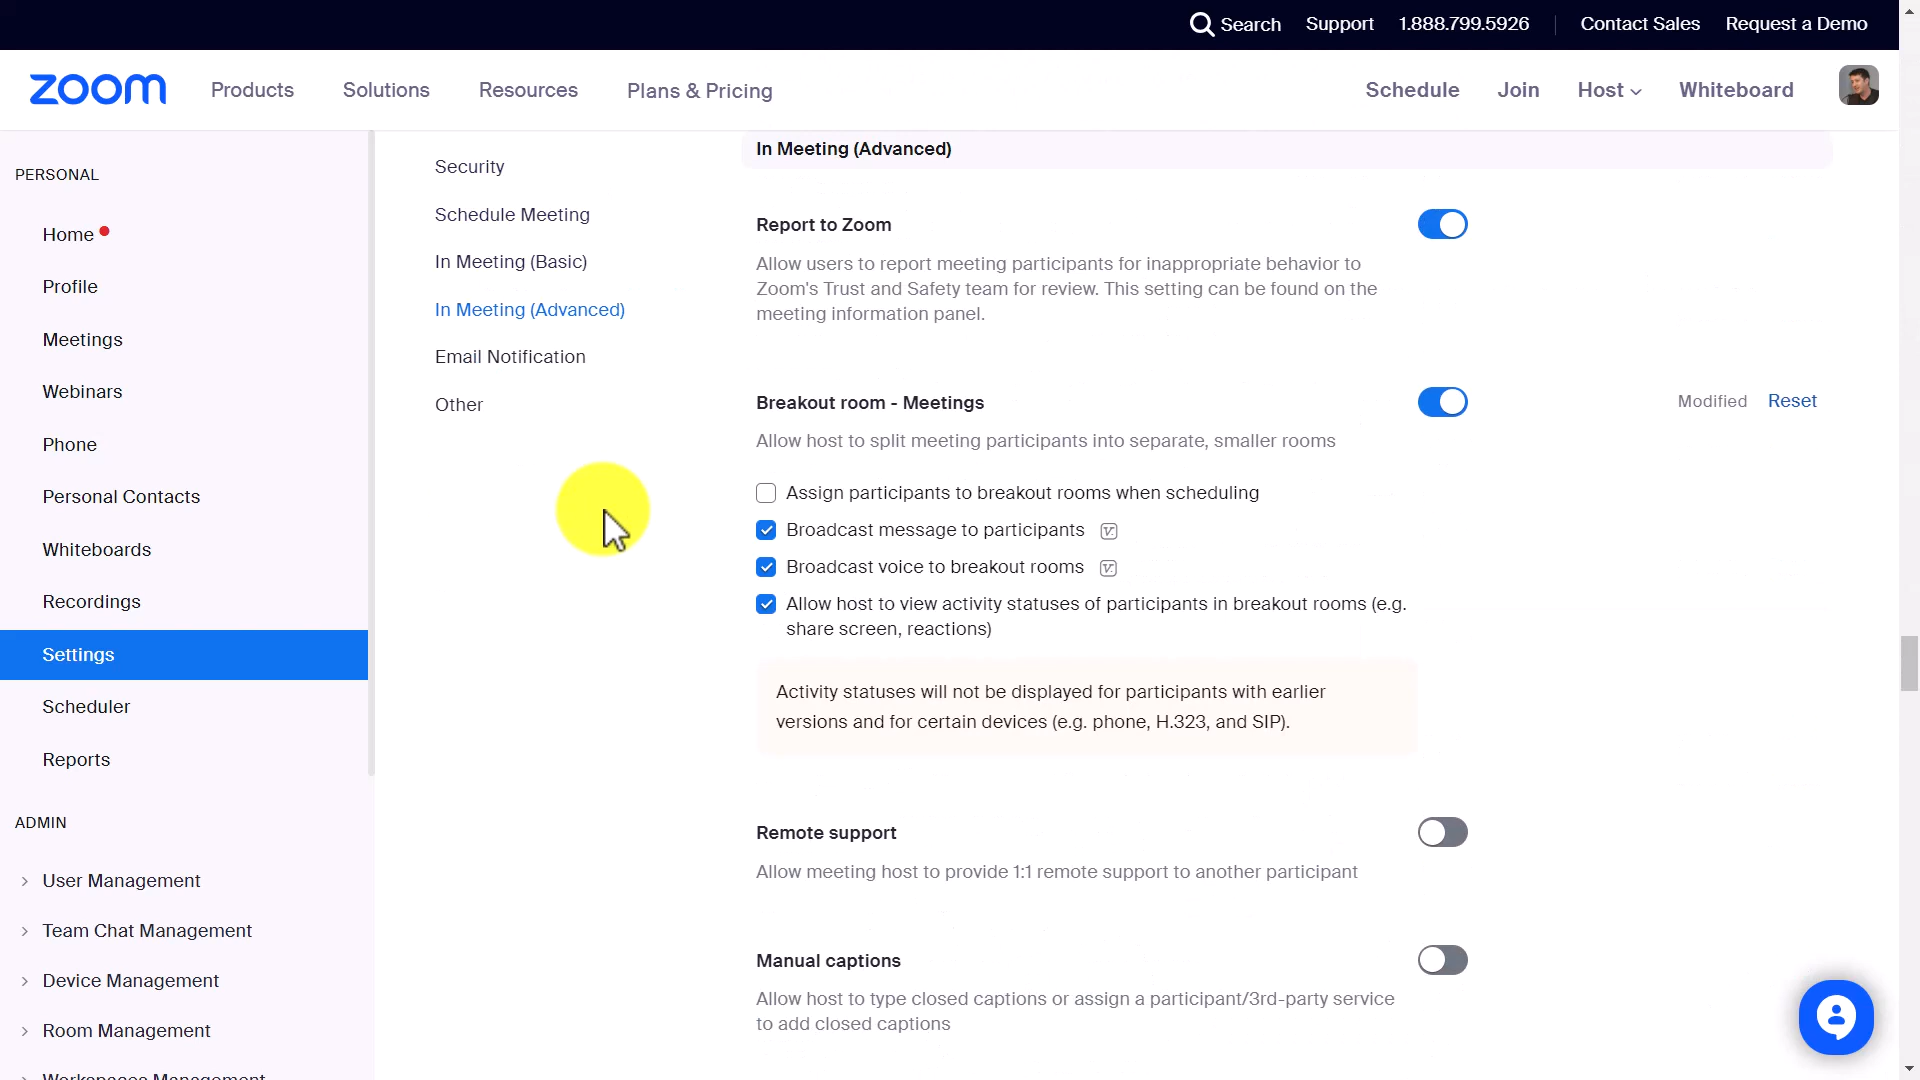 Search
Support
1.888.799.5926
Contact Sales
Request a Demo
zoom
Products
Solutions
Resources
Plans & Pricing
Schedule
Join
Host
Whiteboard
PERSONAL
Home
Profile
Meetings
Webinars
Phone
Personal Contacts
Whiteboards
Recordings
Settings
Scheduler
Reports
ADMIN
User Management
Team Chat Management
Device Management
Room Management
Workspaces Management
Security
Schedule Meeting
In Meeting (Basic)
In Meeting (Advanced)
Email Notification
Other
In Meeting (Advanced)
Report to Zoom
Allow users to report meeting participants for inappropriate behavior to
Zoom's Trust and Safety team for review. This setting can be found on the
meeting information panel.
Breakout room - Meetings
Modified
Reset
Allow host to split meeting participants into separate, smaller rooms
Assign participants to breakout rooms when scheduling
Broadcast message to participants
Broadcast voice to breakout rooms
Allow host to view activity statuses of participants in breakout rooms (e.g.
share screen, reactions)
Activity statuses will not be displayed for participants with earlier
versions and for certain devices (e.g. phone, H.323, and SIP).
Remote support
Allow meeting host to provide 1:1 remote support to another participant
Manual captions
Allow host to type closed captions or assign a participant/3rd-party service
to add closed captions